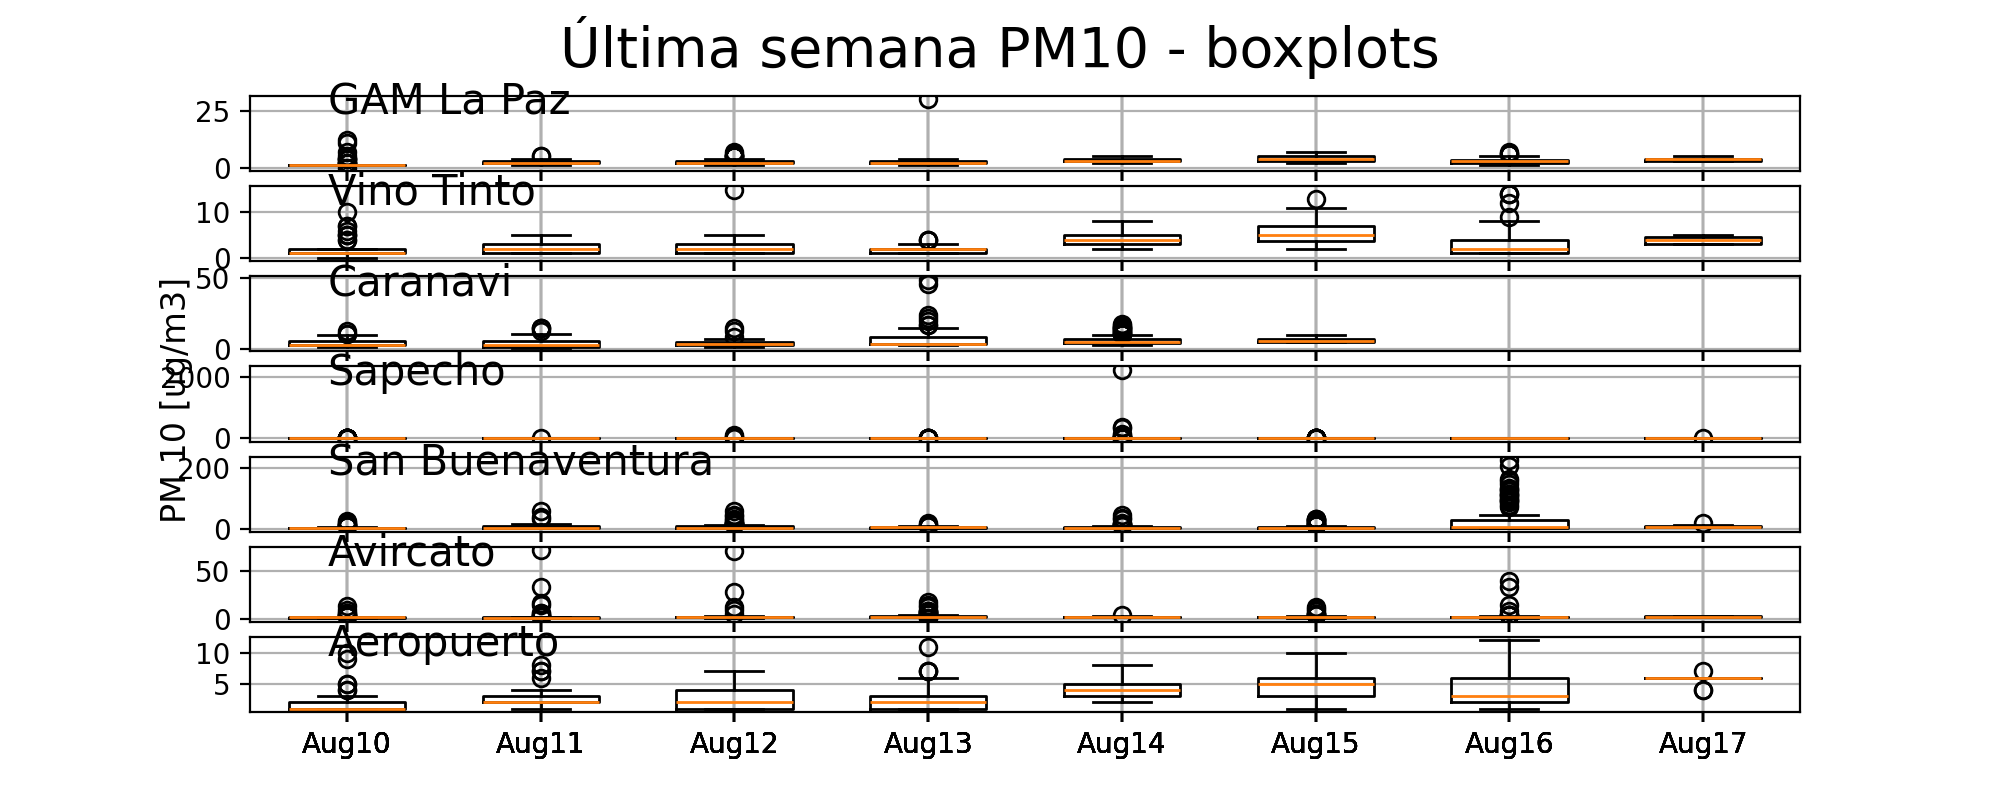 Última semana PM10 - boxplots
GAM La Paz
25
0
Vino Tinto
10
0
Caranavi
50
0
PM 10 [ug/m3]
Sapecho
2000
0
San Buenaventura
200
0
Avircato
50
0
Aeropuerto
10
5
Aug10 Aug11 Aug12 Aug13 Aug14 Aug15 Aug16 Aug17